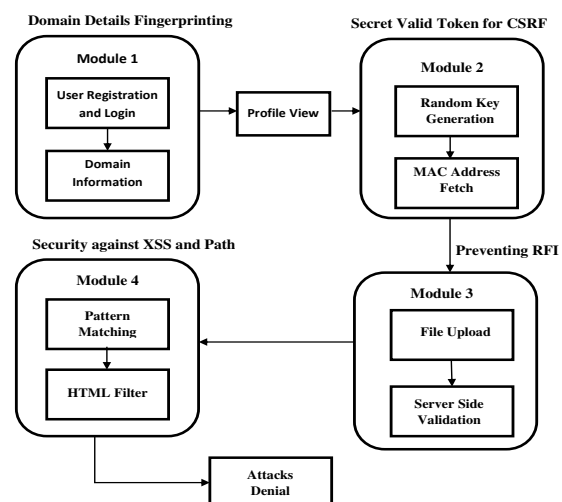 Domain Details Fingerprinting
Module 1
User Registration
and Login
Domain
Information
Profile View
Secret Valid Token for CSRF
Module 2
Random Key
Generation
MAC Address
Fetch
Preventing RFI
Module 3
File Upload
Server Side
Validation
Security against XSS and Path
Module 4
Pattern
Matching
HTML Filter
Attacks
Denial